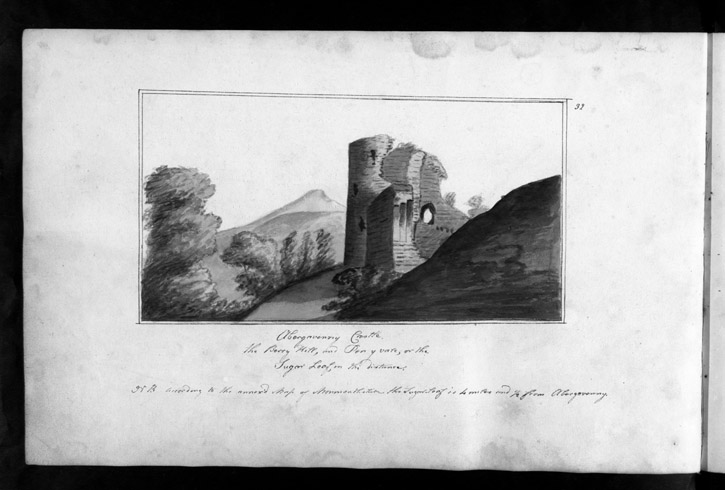 33
Abergavenny Castle
the Berry Hill, and Pen y vale, or the
Sugar Loaf, in the distance.
N.B. According to the annexd Map of Monmouthshire the Sugar Loaf is 4 miles and ½ from Abergavenny.